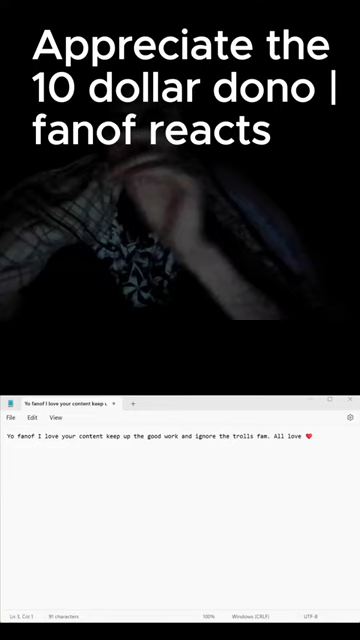 Appreciate the
10 dollar dono |
fanof reacts
Yo fanof I love your content keep u
File Edit View
Yo fanof I love your content keep up the good work and ignore the trolls fam. All love 💖
Ln 3, Col 1 91 characters 100% Windows (CRLF) UTF-8